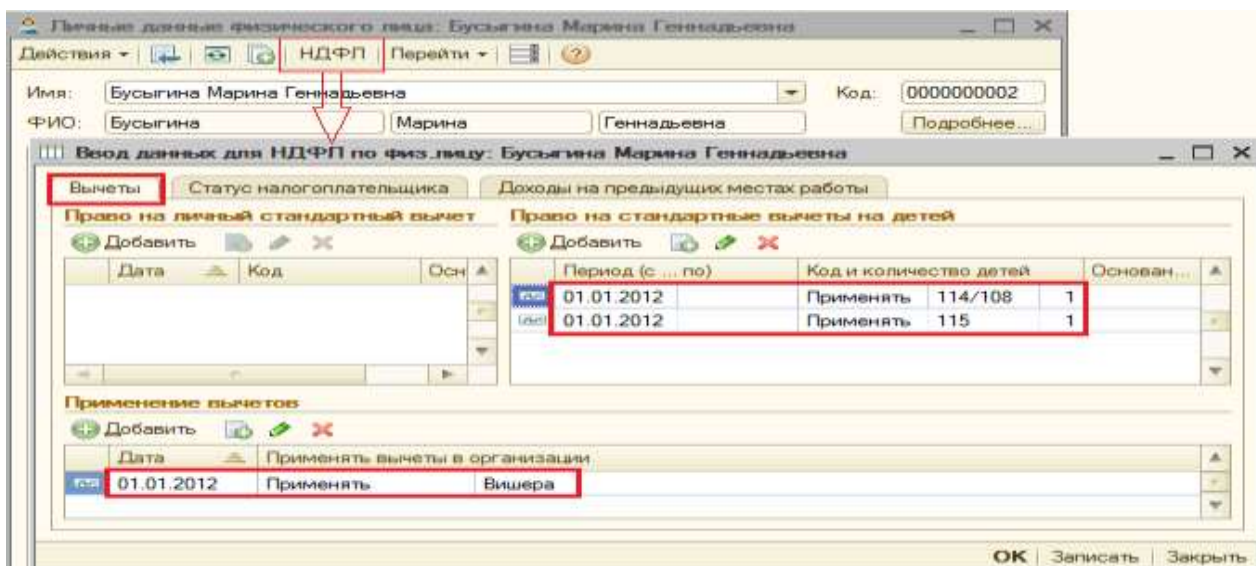 Личные данные физического лица: Бусыгина Марина Геннадьевна
Действия НДФЛ Перейти
Имя: Бусыгина Марина Геннадьевна Код: 0000000002
ФИО: Бусыгина Марина Геннадьевна Подробнее...
Ввод данных для НДФЛ по физ.лицу: Бусыгина Марина Геннадьевна
Вычеты Статус налогоплательщика Доходы на предыдущих местах работы
Право на личный стандартный вычет Право на стандартные вычеты на детей
Добавить Добавить
Дата Код Осн Период (с ... по) Код и количество детей Основан...
01.01.2012 Применять 114/108 1
01.01.2012 Применять 115 1
Применение вычетов
Добавить
Дата Применять вычеты в организации
01.01.2012 Применять Вишера
OK Записать Закрыть